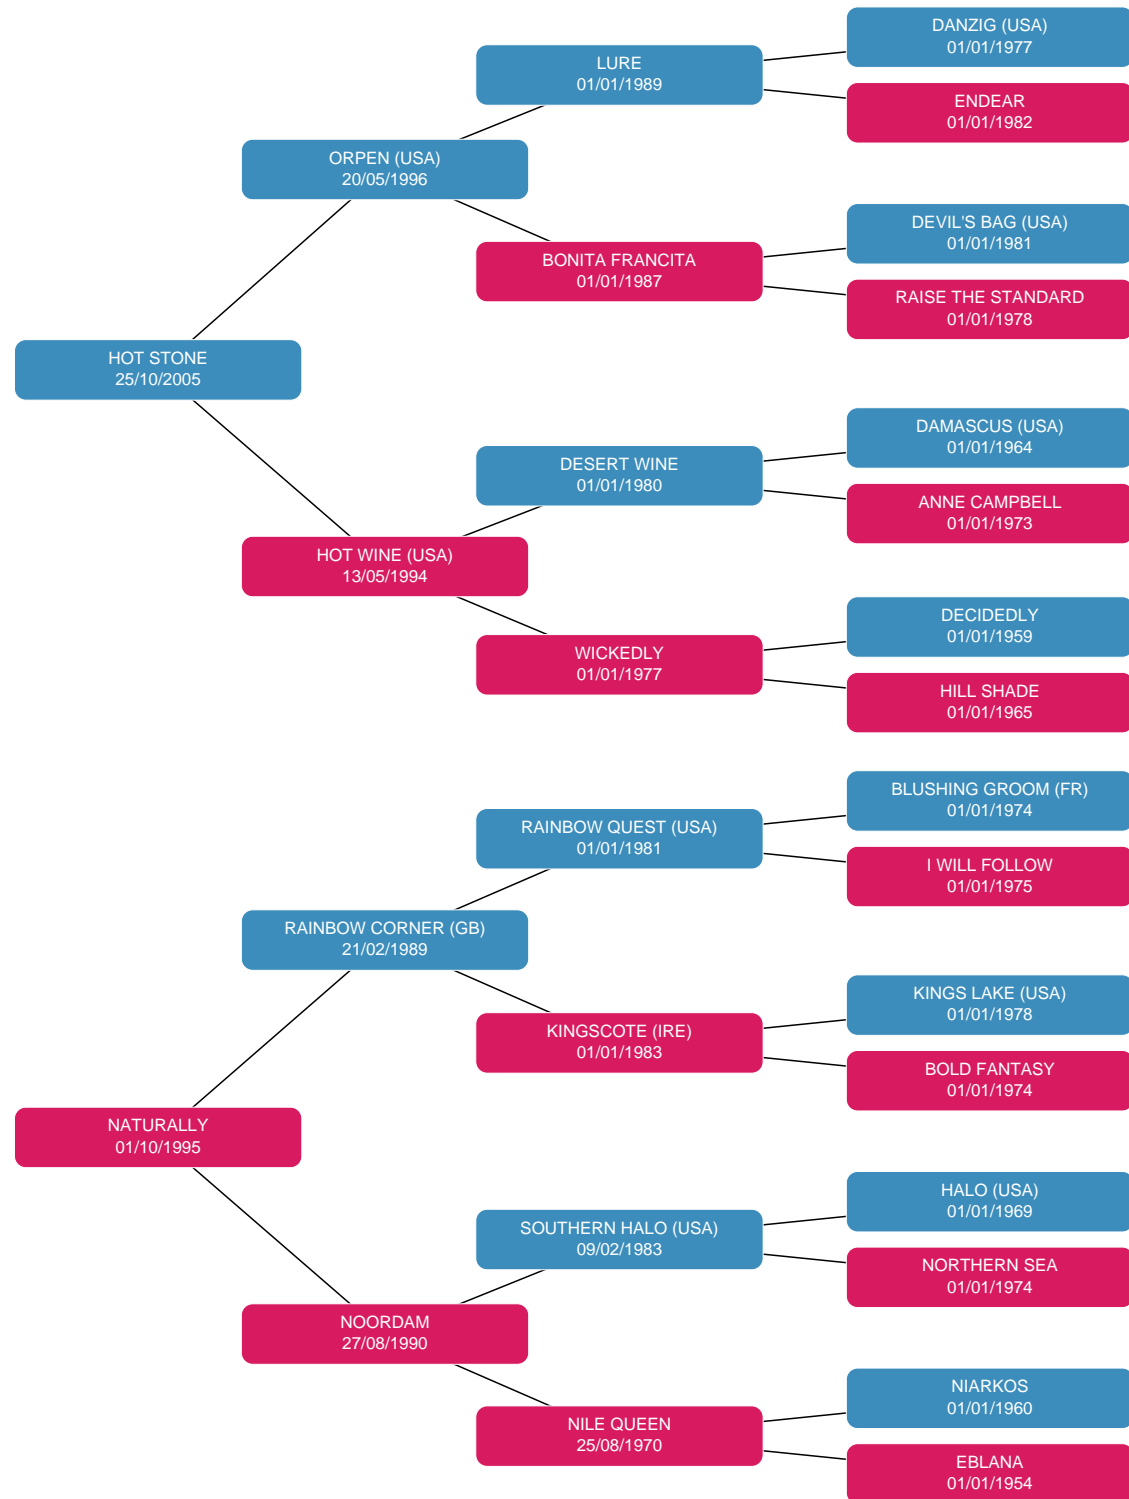 DANZIG (USA)
01/01/1977
LURE
01/01/1989
ENDEAR
01/01/1982
ORPEN (USA)
20/05/1996
DEVIL'S BAG (USA)
01/01/1981
BONITA FRANCITA
01/01/1987
RAISE THE STANDARD
01/01/1978
HOT STONE
25/10/2005
DAMASCUS (USA)
01/01/1964
DESERT WINE
01/01/1980
ANNE CAMPBELL
01/01/1973
HOT WINE (USA)
13/05/1994
DECIDEDLY
01/01/1959
WICKEDLY
01/01/1977
HILL SHADE
01/01/1965
BLUSHING GROOM (FR)
01/01/1974
RAINBOW QUEST (USA)
01/01/1981
I WILL FOLLOW
01/01/1975
RAINBOW CORNER (GB)
21/02/1989
KINGS LAKE (USA)
01/01/1978
KINGSCOTE (IRE)
01/01/1983
BOLD FANTASY
01/01/1974
NATURALLY
01/10/1995
HALO (USA)
01/01/1969
SOUTHERN HALO (USA)
09/02/1983
NORTHERN SEA
01/01/1974
NOORDAM
27/08/1990
NIARKOS
01/01/1960
NILE QUEEN
25/08/1970
EBLANA
01/01/1954